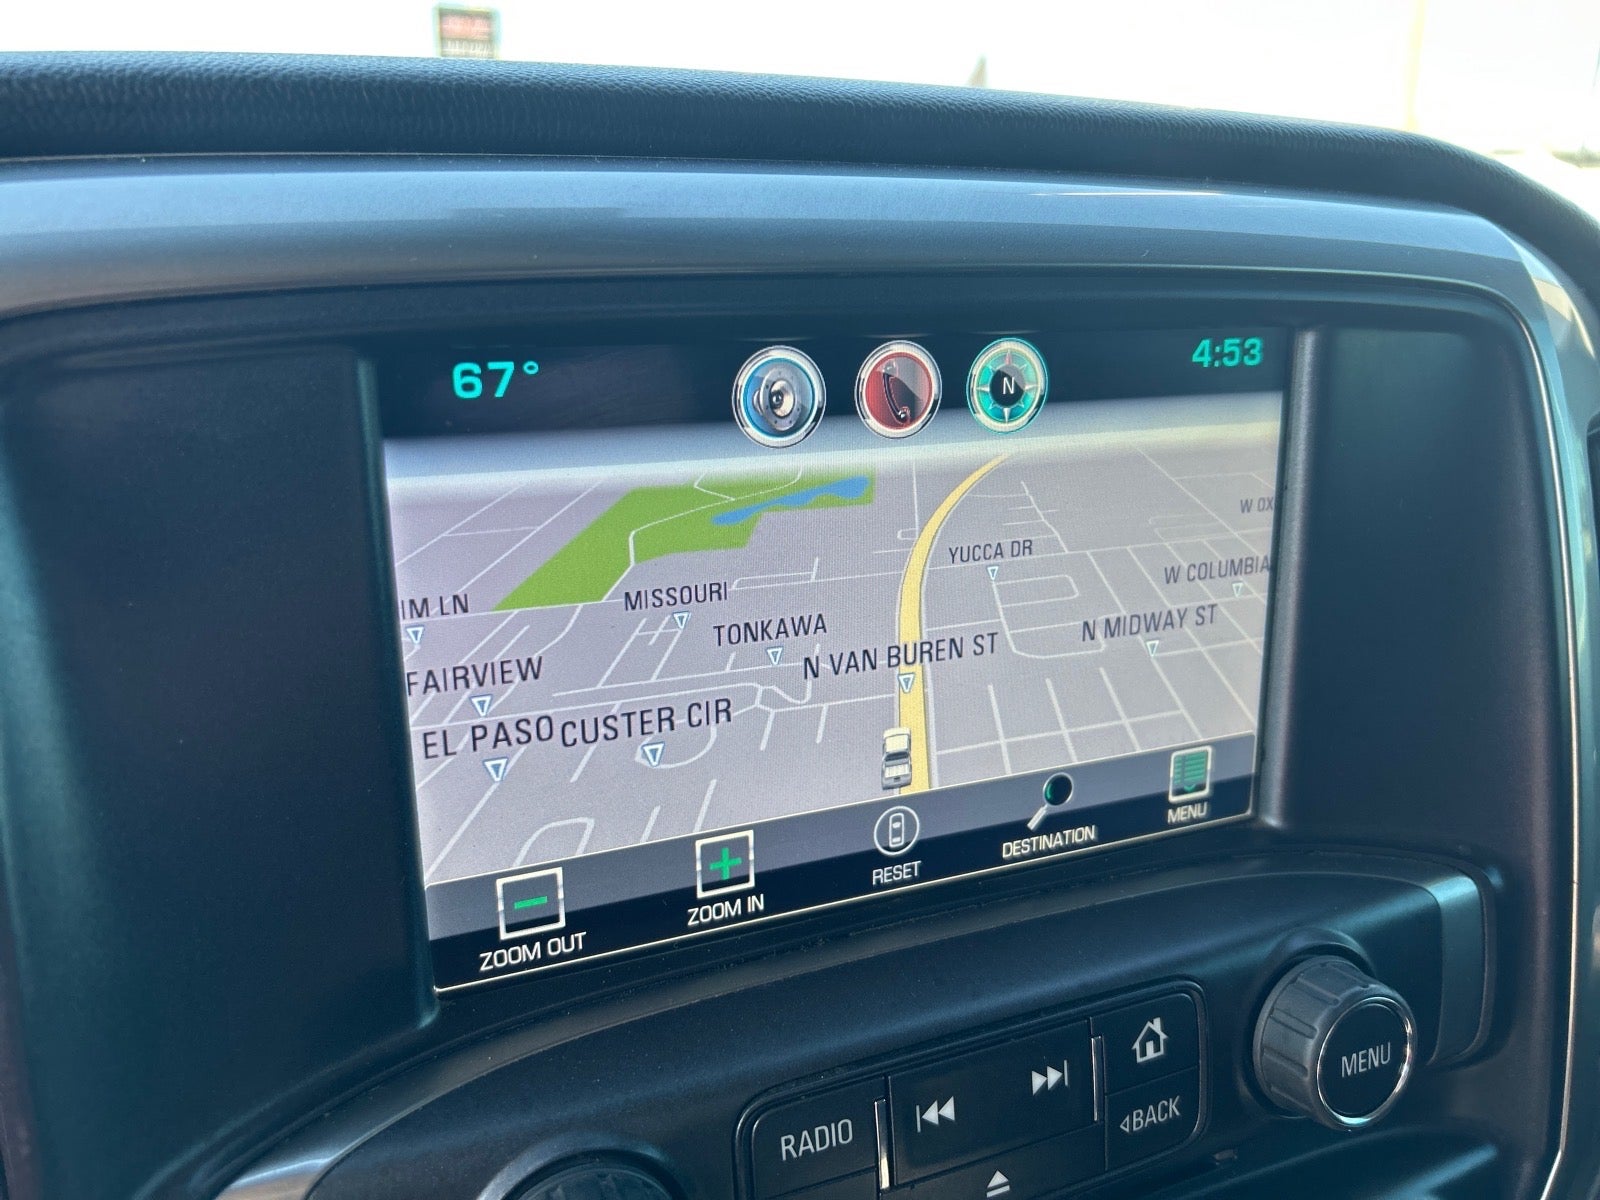 67°
N
4:53
W OX
YUCCA DR
W COLUMBIA
IM LN
MISSOURI
TONKAWA
N MIDWAY ST
N VAN BUREN ST
FAIRVIEW
EL PASO
CUSTER CIR
ZOOM OUT
ZOOM IN
RESET
DESTINATION
MENU
RADIO
BACK
MENU